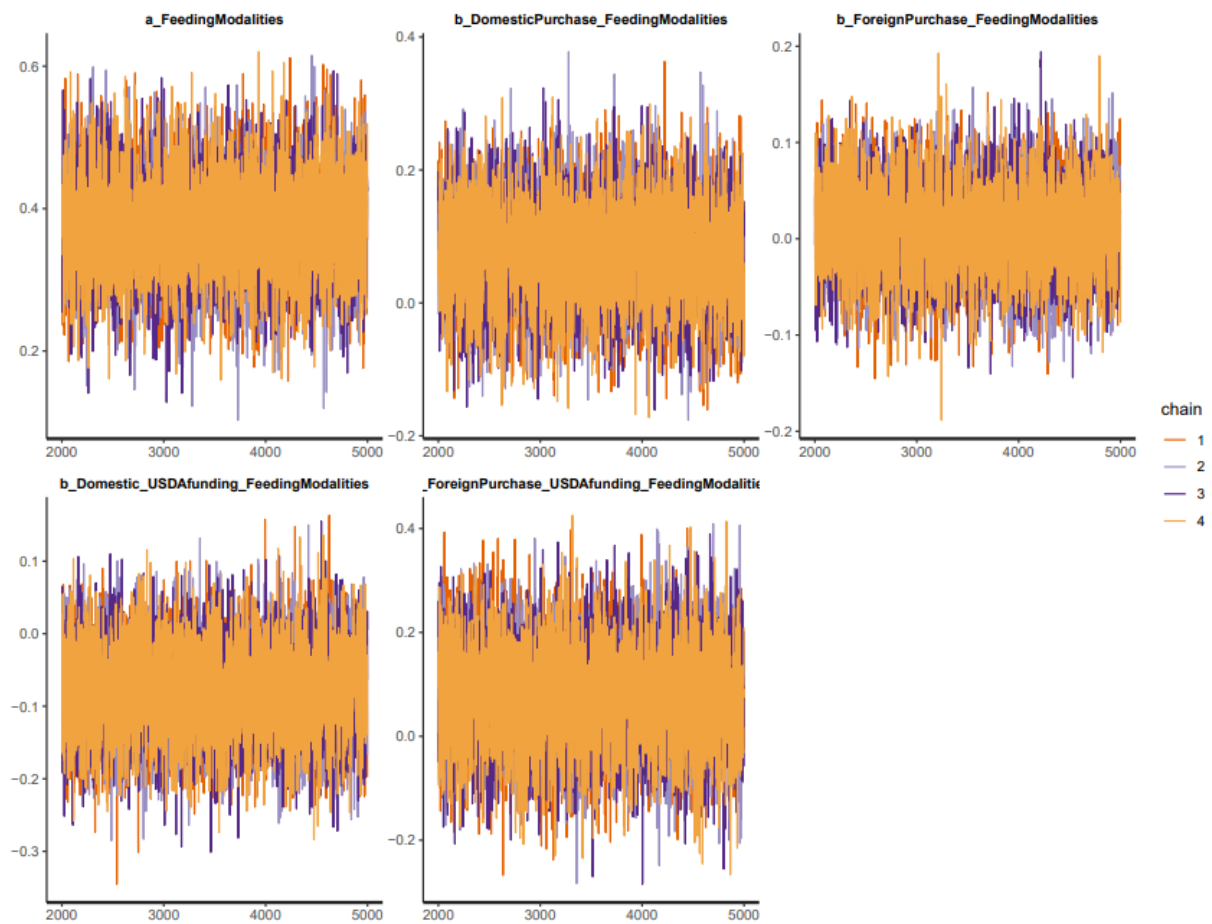 a_FeedingModalities
b_DomesticPurchase_FeedingModalities
b_ForeignPurchase_FeedingModalities
0.6
0.4
0.2
2000 3000 4000 5000
0.4
0.2
0.0
−0.2
2000 3000 4000 5000
0.2
0.1
0.0
−0.1
−0.2
2000 3000 4000 5000
b_Domestic_USDAfunding_FeedingModalities
_ForeignPurchase_USDAfunding_FeedingModalitie
0.1
0.0
−0.1
−0.2
−0.3
2000 3000 4000 5000
0.4
0.2
0.0
−0.2
2000 3000 4000 5000
chain
1
2
3
4